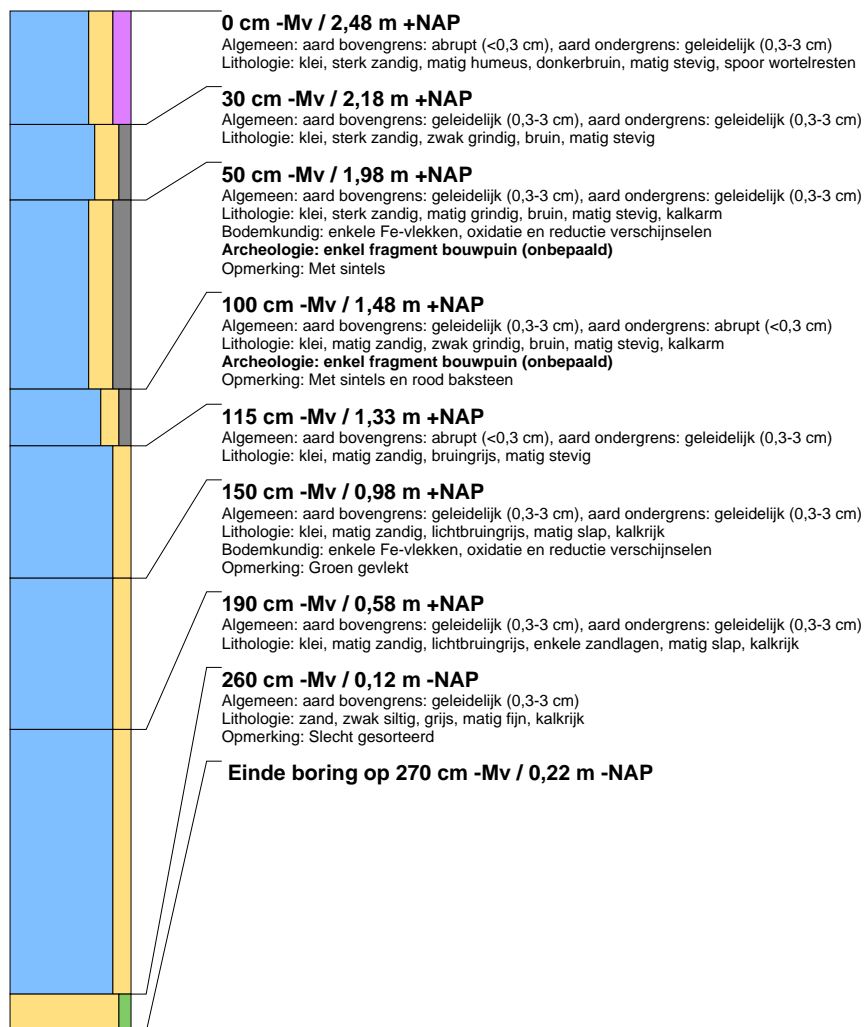 0 cm -Mv / 2,48 m +NAP
Algemeen: aard bovengrens: abrupt (<0,3 cm), aard ondergrens: geleidelijk (0,3-3 cm)
Lithologie: klei, sterk zandig, matig humeus, donkerbruin, matig stevig, spoor wortelresten
30 cm -Mv / 2,18 m +NAP
Algemeen: aard bovengrens: geleidelijk (0,3-3 cm), aard ondergrens: geleidelijk (0,3-3 cm)
Lithologie: klei, sterk zandig, zwak grindig, bruin, matig stevig
50 cm -Mv / 1,98 m +NAP
Algemeen: aard bovengrens: geleidelijk (0,3-3 cm), aard ondergrens: geleidelijk (0,3-3 cm)
Lithologie: klei, sterk zandig, matig grindig, bruin, matig stevig, kalkarm
Bodemkundig: enkele Fe-vlekken, oxidatie en reductie verschijnselen
Archeologie: enkel fragment bouwpuin (onbepaald)
Opmerking: Met sintels
100 cm -Mv / 1,48 m +NAP
Algemeen: aard bovengrens: geleidelijk (0,3-3 cm), aard ondergrens: abrupt (<0,3 cm)
Lithologie: klei, matig zandig, zwak grindig, bruin, matig stevig, kalkarm
Archeologie: enkel fragment bouwpuin (onbepaald)
Opmerking: Met sintels en rood baksteen
115 cm -Mv / 1,33 m +NAP
Algemeen: aard bovengrens: abrupt (<0,3 cm), aard ondergrens: geleidelijk (0,3-3 cm)
Lithologie: klei, matig zandig, bruingrijs, matig stevig
150 cm -Mv / 0,98 m +NAP
Algemeen: aard bovengrens: geleidelijk (0,3-3 cm), aard ondergrens: geleidelijk (0,3-3 cm)
Lithologie: klei, matig zandig, lichtbruingrijs, matig slap, kalkrijk
Bodemkundig: enkele Fe-vlekken, oxidatie en reductie verschijnselen
Opmerking: Groen gevlekt
190 cm -Mv / 0,58 m +NAP
Algemeen: aard bovengrens: geleidelijk (0,3-3 cm), aard ondergrens: geleidelijk (0,3-3 cm)
Lithologie: klei, matig zandig, lichtbruingrijs, enkele zandlagen, matig slap, kalkrijk
260 cm -Mv / 0,12 m -NAP
Algemeen: aard bovengrens: geleidelijk (0,3-3 cm)
Lithologie: zand, zwak siltig, grijs, matig fijn, kalkrijk
Opmerking: Slecht gesorteerd
Einde boring op 270 cm -Mv / 0,22 m -NAP